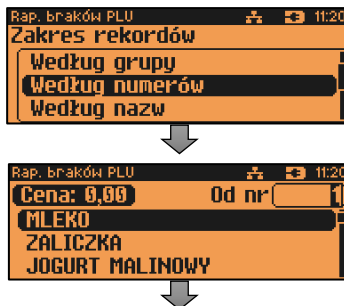 Rap. braków PLU 11:20
Zakres rekordów
Według grupy
Według numerów
Według nazw
Rap. braków PLU 11:20
Cena: 0,00 Od nr 1
MLEKO
ZALICZKA
JOGURT MALINOWY